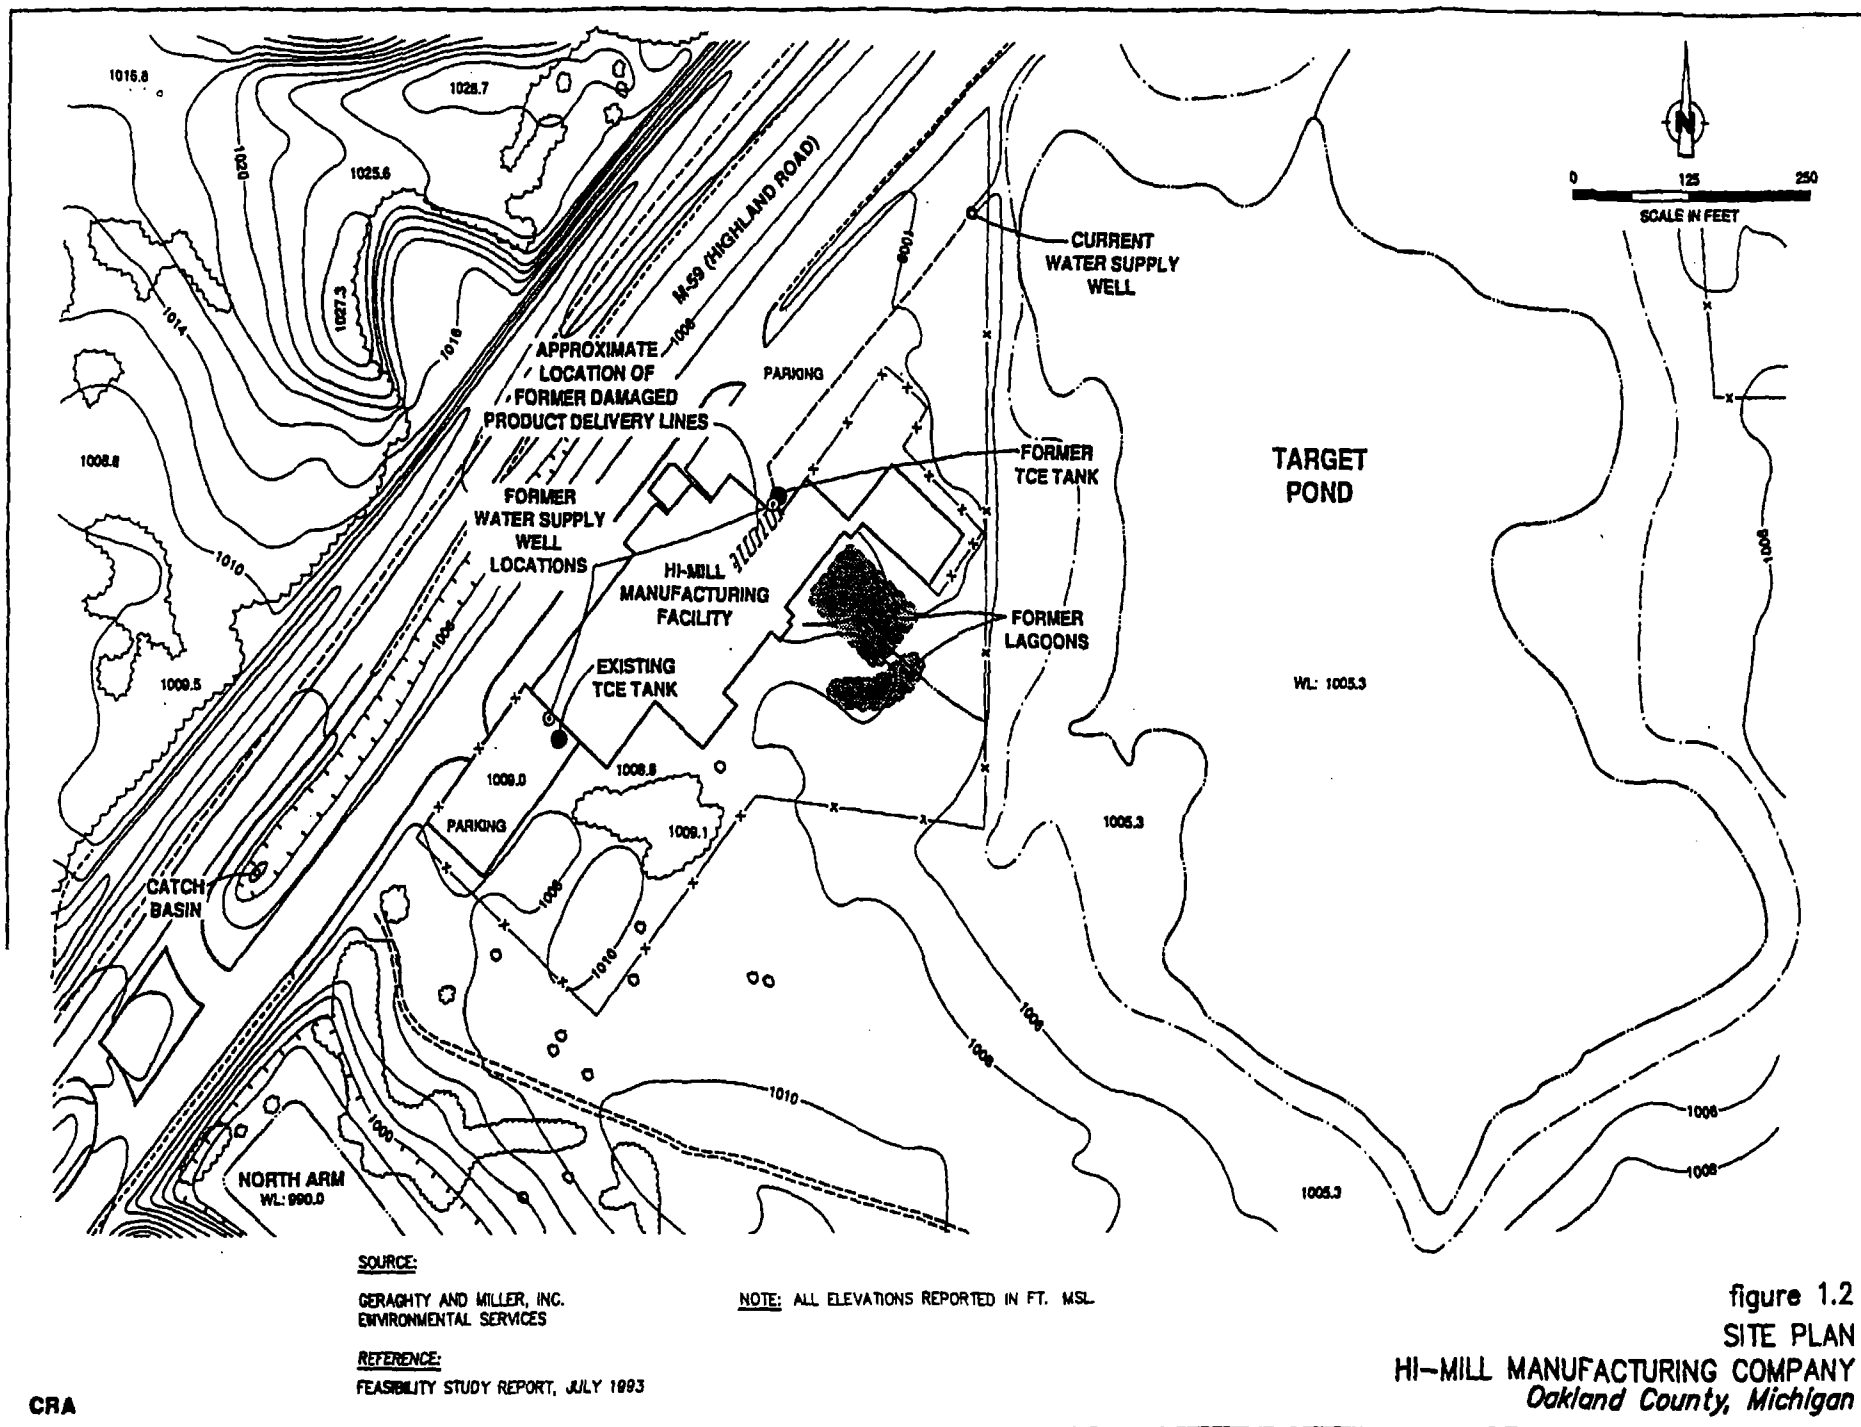 1015.8
1028.7
1020
1025.6
N
0 125 250
SCALE IN FEET
M-59 (HIGHLAND ROAD)
1008
CURRENT
WATER SUPPLY
WELL
1027.3
1014
1016
1008
APPROXIMATE
LOCATION OF
FORMER DAMAGED
PRODUCT DELIVERY LINES
PARKING
x
x
1008.8
FORMER
TCE TANK
TARGET
POND
FORMER
WATER SUPPLY
WELL
LOCATIONS
1010
HI-MILL
MANUFACTURING
FACILITY
1006
1006
FORMER
LAGOONS
EXISTING
TCE TANK
1009.5
WL: 1005.3
1009.0
1008.8
PARKING
1009.1
1005.3
CATCH
BASIN
1006
1010
1006
1008
1010
1000
1006
1008
NORTH ARM
WL: 990.0
1005.3
SOURCE:
GERAGHTY AND MILLER, INC.
ENVIRONMENTAL SERVICES
NOTE: ALL ELEVATIONS REPORTED IN FT. MSL
REFERENCE:
FEASIBILITY STUDY REPORT, JULY 1993
CRA
figure 1.2
SITE PLAN
HI-MILL MANUFACTURING COMPANY
Oakland County, Michigan